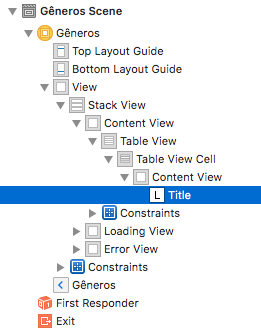 Gêneros Scene
Gêneros
Top Layout Guide
Bottom Layout Guide
View
Stack View
Content View
Table View
Table View Cell
Content View
L Title
Constraints
Loading View
Error View
Constraints
Gêneros
First Responder
Exit